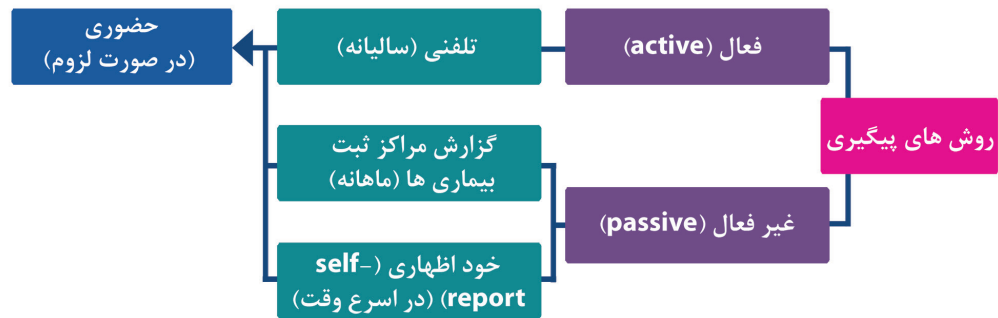 روش های پیگیری
فعال (active)
تلفنی (سالیانه)
حضوری
(در صورت لزوم)
غیر فعال (passive)
گزارش مراکز ثبت
بیماری ها (ماهانه)
خود اظهاری (self-
report) (در اسرع وقت)